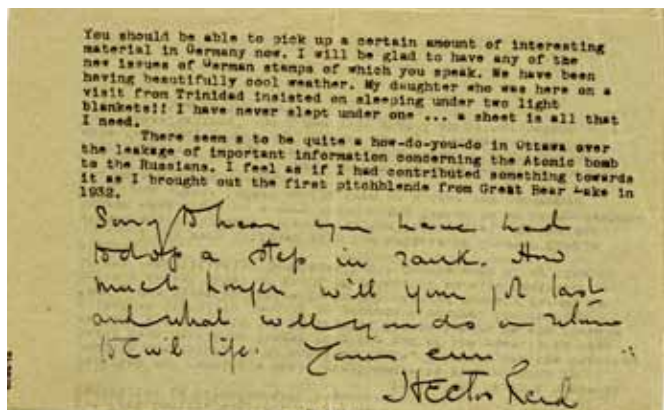 You should be able to pick up a certain amount of interesting
material in Germany now. I will be glad to have any of the
new issues of German stamps of which you speak. We have been
having beautifully cool weather. My daughter who was here on a
visit from Trinidad insisted on sleeping under two light
blankets!! I have never slept under one ... a sheet is all that
I need.
There seem s to be quite a how-do-you-do in Ottawa over
the leakage of important information concerning the Atomic bomb
to the Russians. I feel as if I had contributed something towards
it as I brought out the first pitchblende from Great Bear Lake in
1932.
Sorry to hear you have had
to drop a step in rank. How
much longer will your job last
and what will you do on return
to civil life. Yours ever
Hector Reid